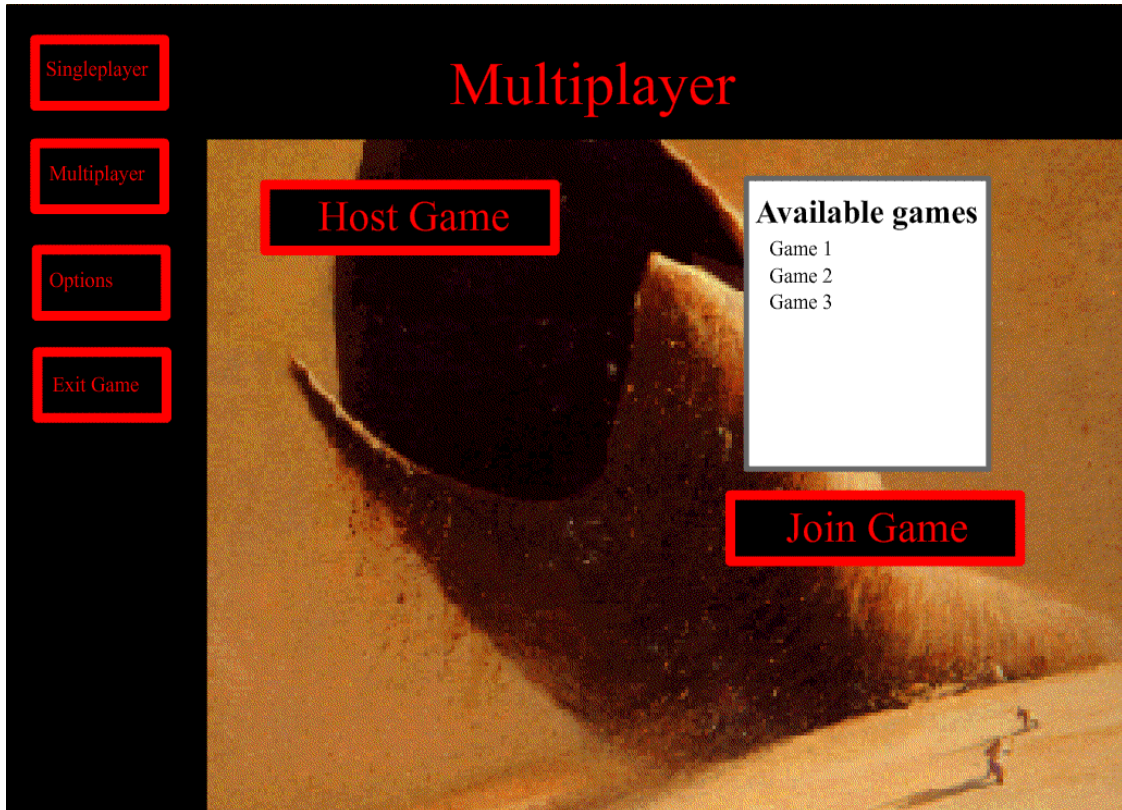 Singleplayer
Multiplayer
Options
Exit Game
Multiplayer
Host Game
Available games
Game 1
Game 2
Game 3
Join Game